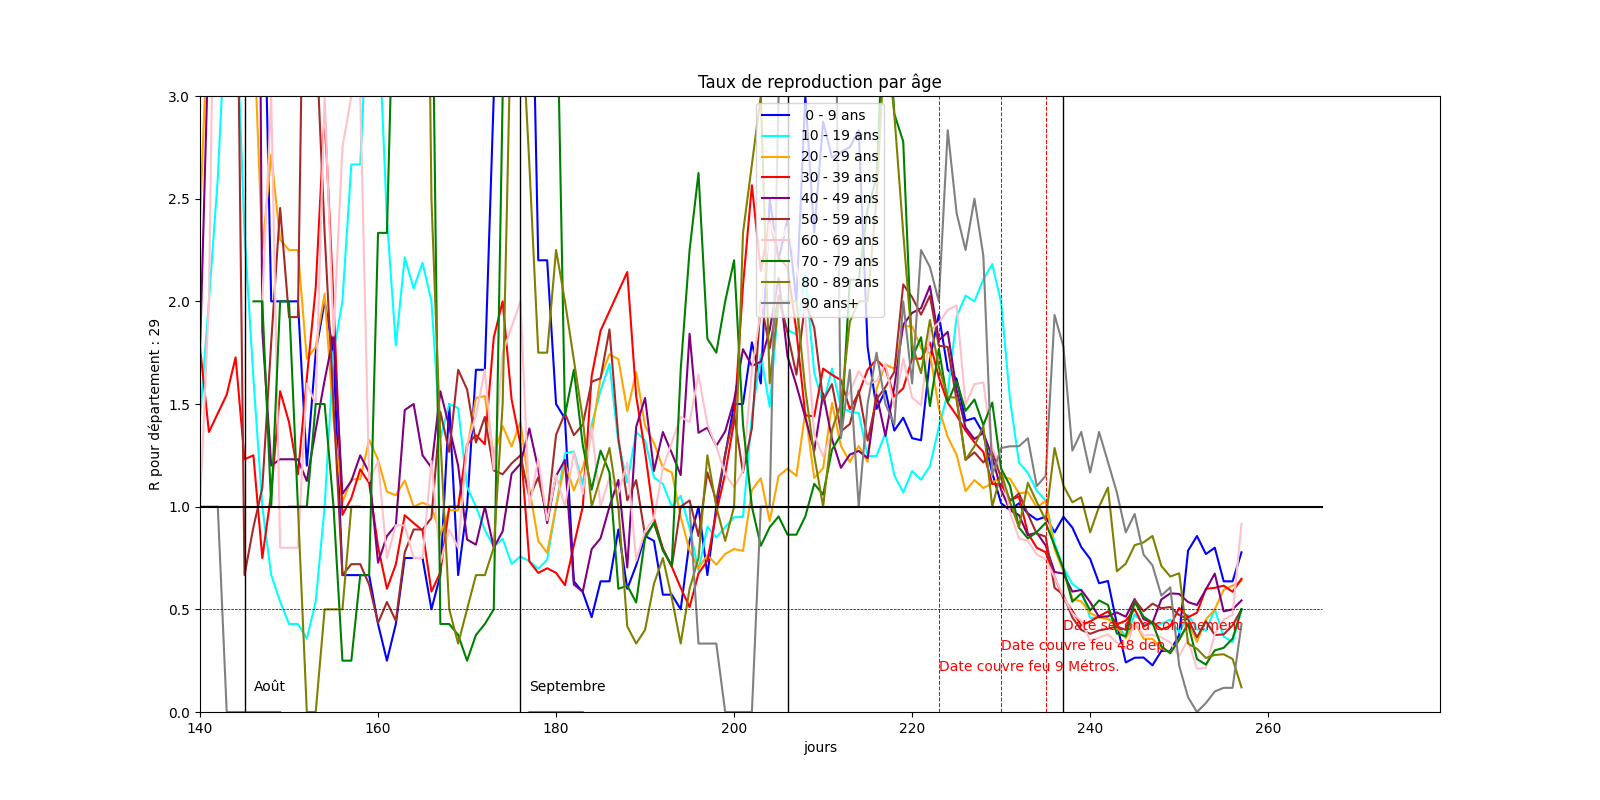 Taux de reproduction par âge
R pour département : 29
3.0
2.5
2.0
1.5
1.0
0.5
0.0
0 - 9 ans
10 - 19 ans
20 - 29 ans
30 - 39 ans
40 - 49 ans
50 - 59 ans
60 - 69 ans
70 - 79 ans
80 - 89 ans
90 ans+
Date second confinement
Date couvre feu 48 dep.
Date couvre feu 9 Métros.
Août
Septembre
140
160
180
200
220
240
260
jours